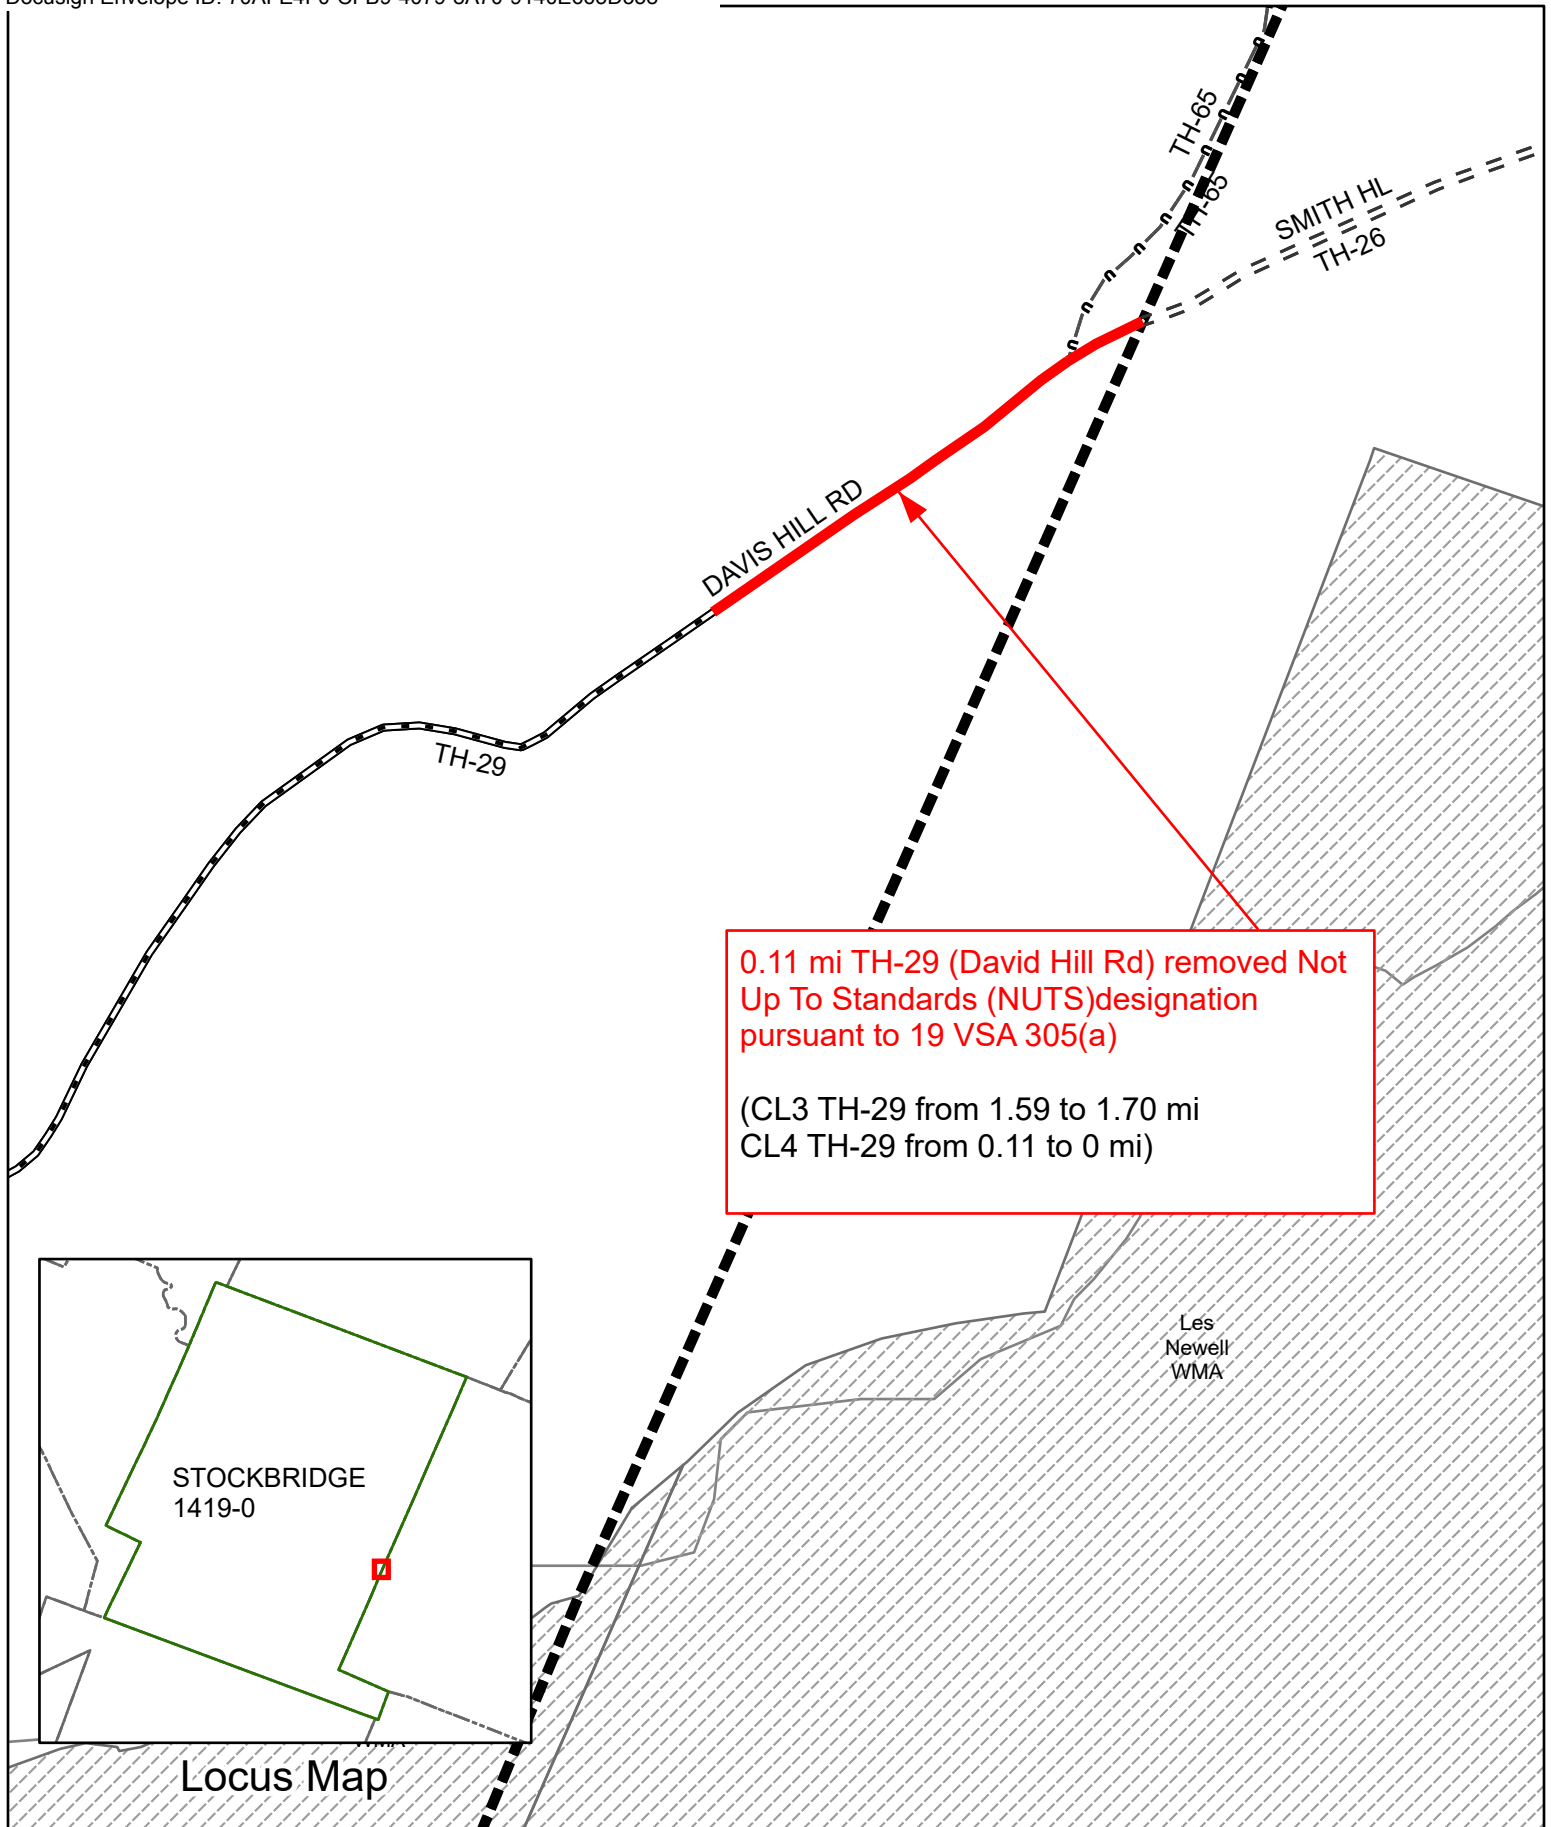 TH-65
TH-65
SMITH HL
TH-26
DAVIS HILL RD
TH-29
0.11 mi TH-29 (David Hill Rd) removed Not
Up To Standards (NUTS)designation
pursuant to 19 VSA 305(a)
(CL3 TH-29 from 1.59 to 1.70 mi
CL4 TH-29 from 0.11 to 0 mi)
Les
Newell
WMA
STOCKBRIDGE
1419-0
WMA
Locus Map